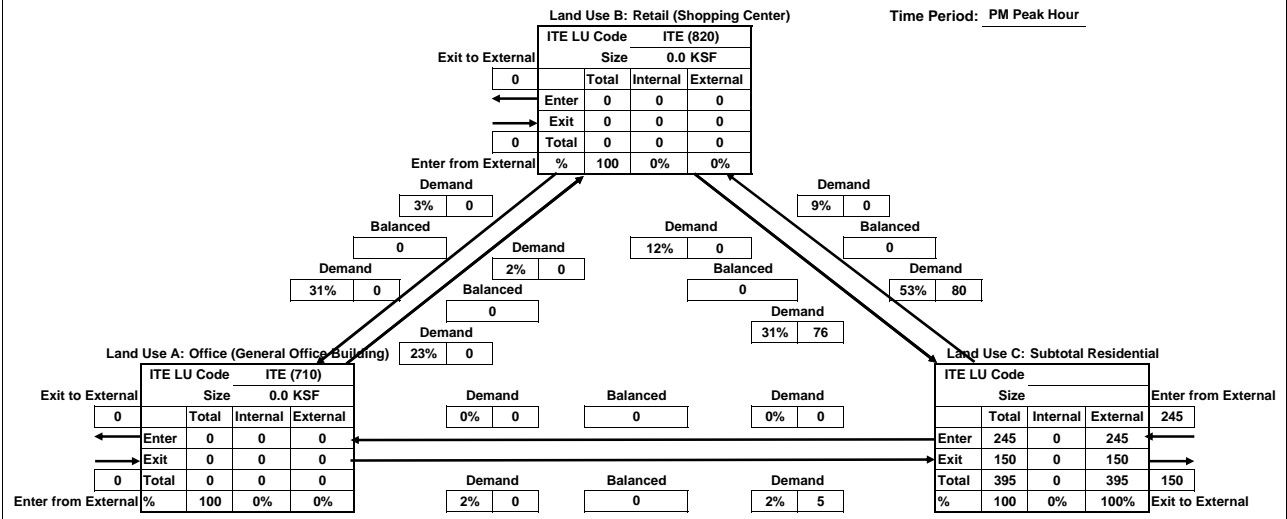 Land Use B: Retail (Shopping Center)
Time Period: PM Peak Hour
ITE LU Code ITE (820)
Exit to External Size 0.0 KSF
0 Total Internal External
Enter 0 0 0
Exit 0 0 0
0 Total 0 0 0
Enter from External % 100 0% 0%
Demand Demand
3% 0 9% 0
Balanced Demand Demand Balanced
0 2% 0 12% 0 0
Demand Balanced Balanced Demand
31% 0 0 0 53% 80
Demand Demand
23% 0 31% 76
Land Use A: Office (General Office Building) Land Use C: Subtotal Residential
ITE LU Code ITE (710) ITE LU Code
Exit to External Size 0.0 KSF Demand Balanced Demand Size Enter from External
0 Total Internal External 0% 0 0 0% 0 Total Internal External 245
Enter 0 0 0 Enter 245 0 245
Exit 0 0 0 Exit 150 0 150
0 Total 0 0 0 Demand Balanced Demand Total 395 0 395 150
Enter from External % 100 0% 0% 2% 0 0 2% 5 % 100 0% 100% Exit to External